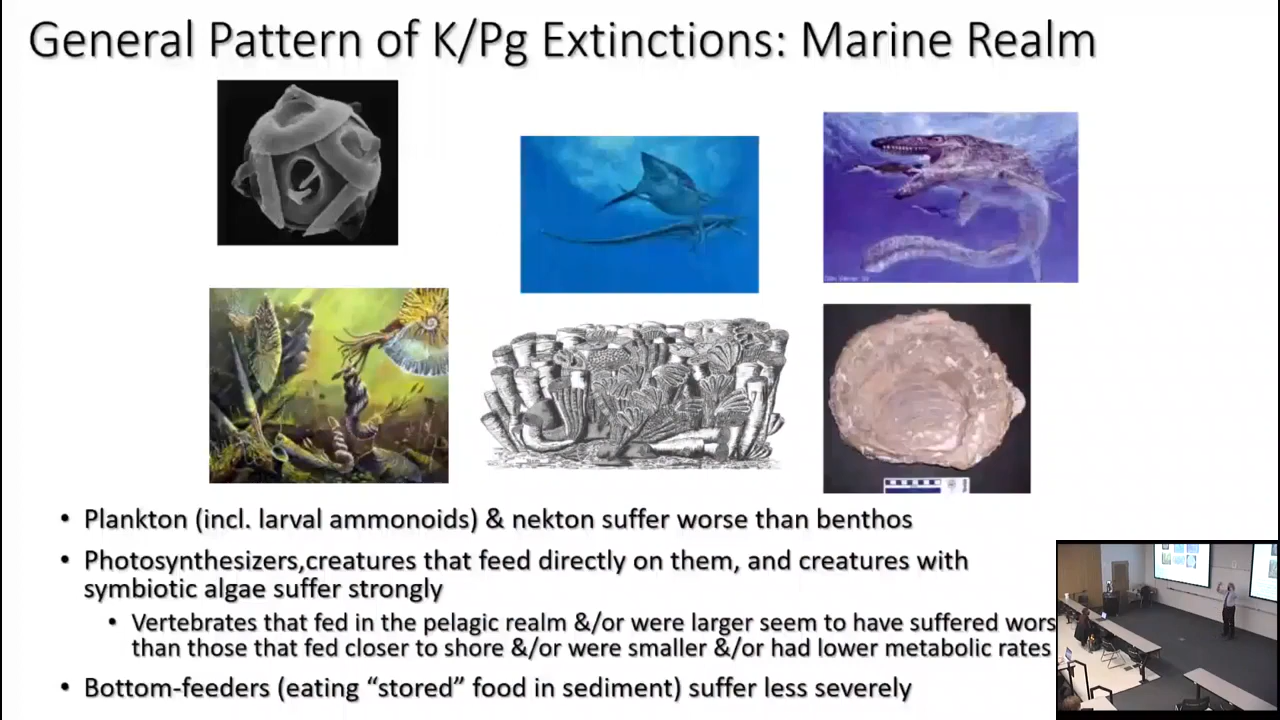 General Pattern of K/Pg Extinctions: Marine Realm
• Plankton (incl. larval ammonoids) & nekton suffer worse than benthos
• Photosynthesizers,creatures that feed directly on them, and creatures with
symbiotic algae suffer strongly
• Vertebrates that fed in the pelagic realm &/or were larger seem to have suffered wors
than those that fed closer to shore &/or were smaller &/or had lower metabolic rates
• Bottom-feeders (eating “stored” food in sediment) suffer less severely